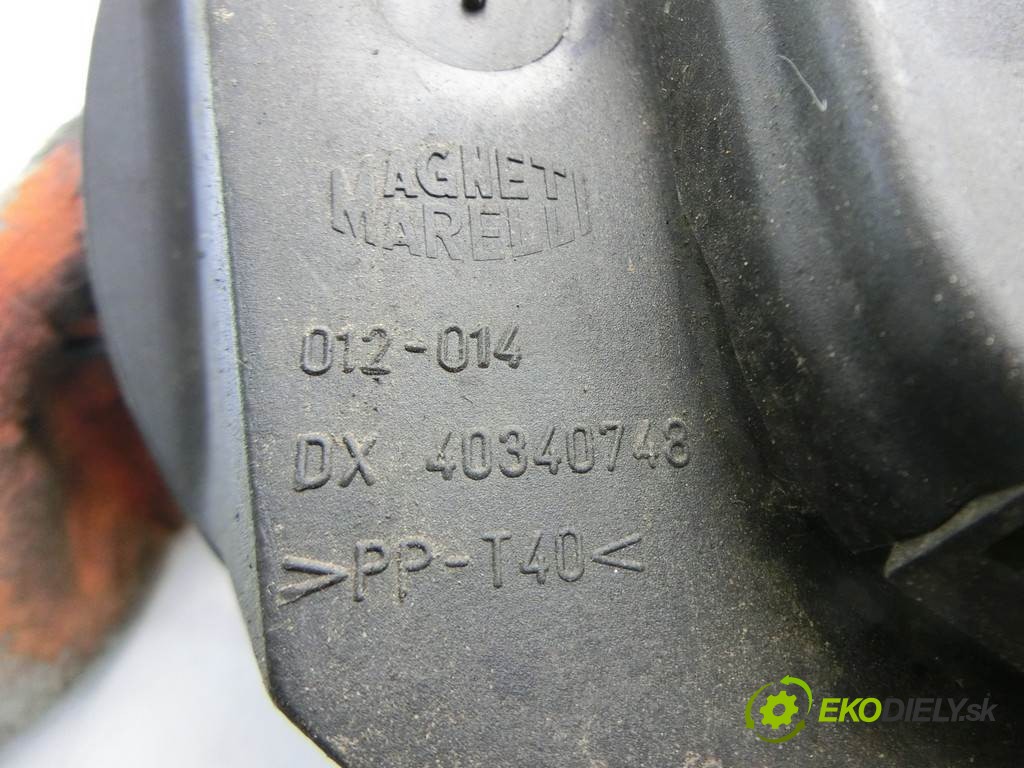 MAGNETI
MARELLI
012-014
DX 40340748
>PP-T40<
EKODIELY.sk